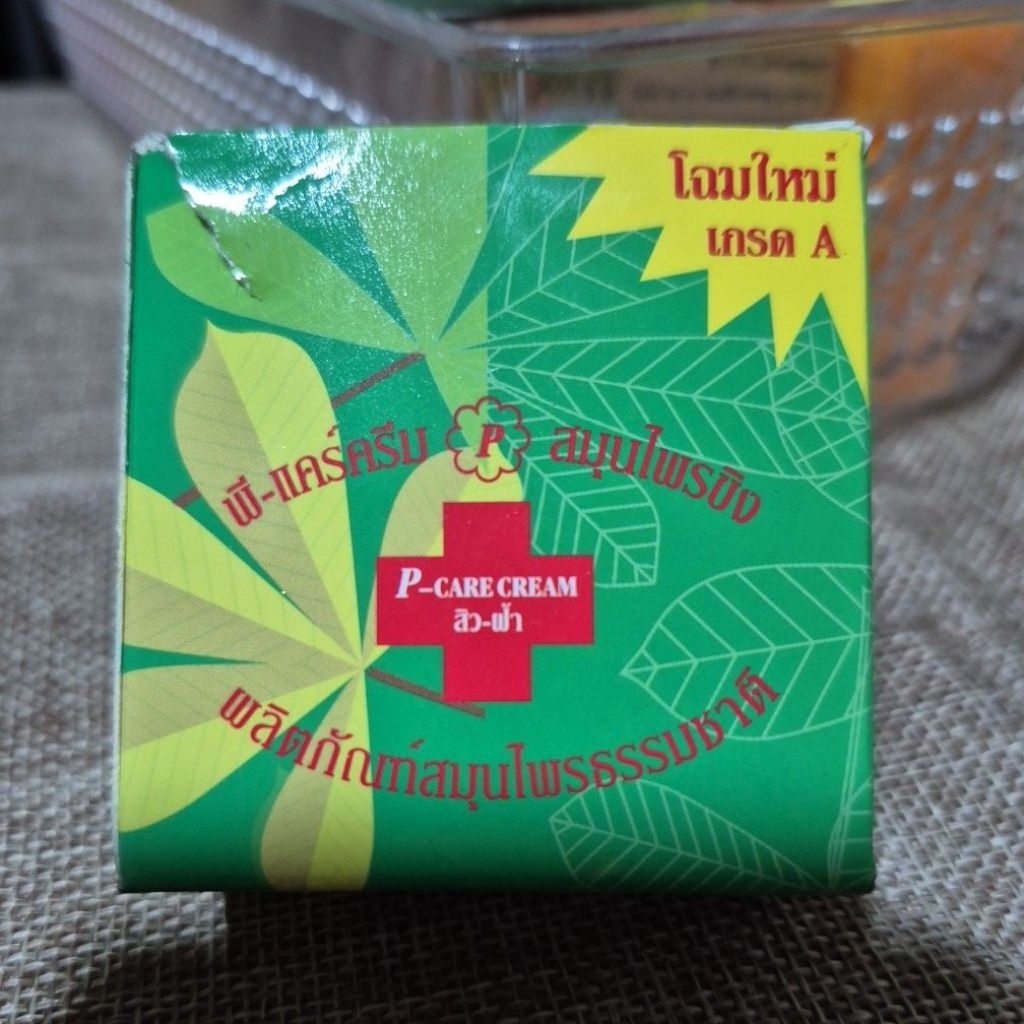 โฉมใหม่
เกรด A
พี-แคร์ครีม P สมุนไพรขิง
P-CARE CREAM
สิว-ฝ้า
ผลิตภัณฑ์สมุนไพรธรรมชาติ